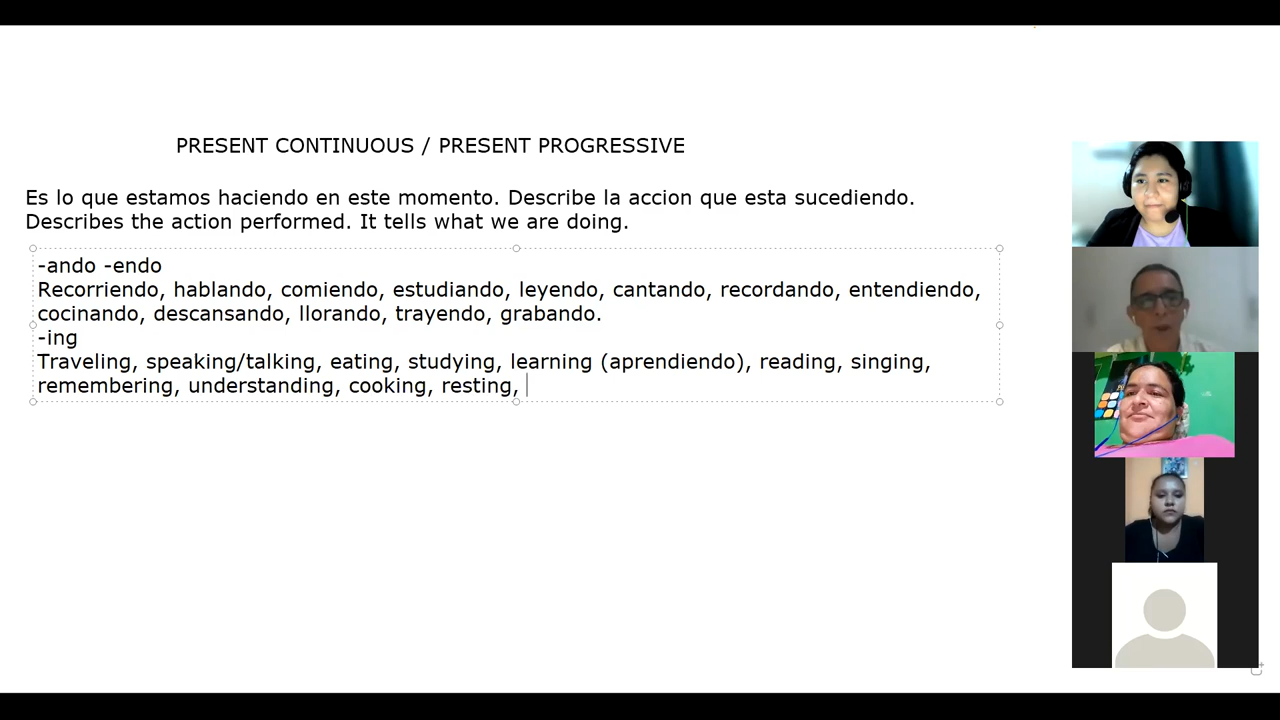 PRESENT CONTINUOUS / PRESENT PROGRESSIVE
Es lo que estamos haciendo en este momento. Describe la accion que esta sucediendo.
Describes the action performed. It tells what we are doing.
-ando -endo
Recorriendo, hablando, comiendo, estudiando, leyendo, cantando, recordando, entendiendo,
cocinando, descansando, llorando, trayendo, grabando.
-ing
Traveling, speaking/talking, eating, studying, learning (aprendiendo), reading, singing,
remembering, understanding, cooking, resting,